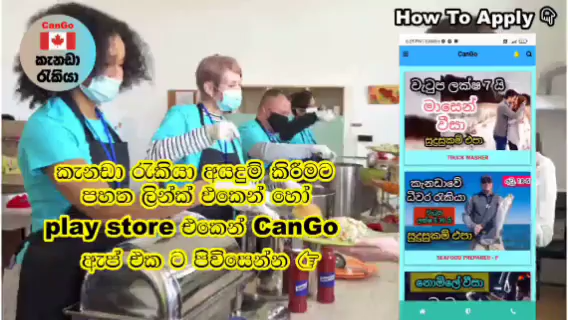 CanGo
කැනඩා
රැකියා
How To Apply
කැනඩා රැකියා අයදුම් කිරීමට
පහත ලින්ක් එකෙන් හෝ
play store එකෙන් CanGo
ඇප් එක ට පිවිසෙන්න
CanGo
වැටුප ලක්ෂ 7 යි
මාසෙන්
වීසා
සුදුසුකම් එපා
TRUCK WASHER
කැනඩාවේ
ධීවර රැකියා
සුදුසුකම් එපා
SEAFOOD PREPARED - F
නොමිලේ වීසා